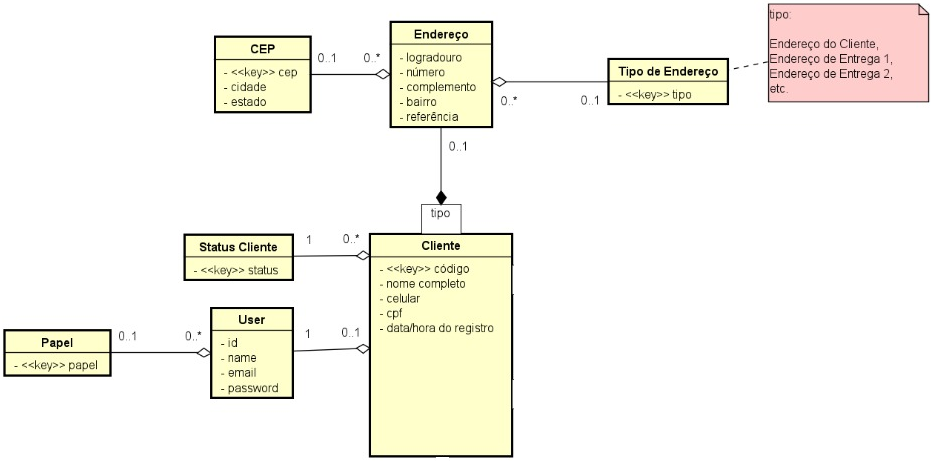 CEP
- <<key>> cep
- cidade
- estado
0..1
0..*
Endereço
- logradouro
- número
- complemento
- bairro
- referência
0..*
0..1
Tipo de Endereço
- <<key>> tipo
tipo:
Endereço do Cliente,
Endereço de Entrega 1,
Endereço de Entrega 2,
etc.
0..1
tipo
Status Cliente
- <<key>> status
1
0..*
Cliente
- <<key>> código
- nome completo
- celular
- cpf
- data/hora do registro
Papel
- <<key>> papel
0..1
0..*
User
- id
- name
- email
- password
1
0..1